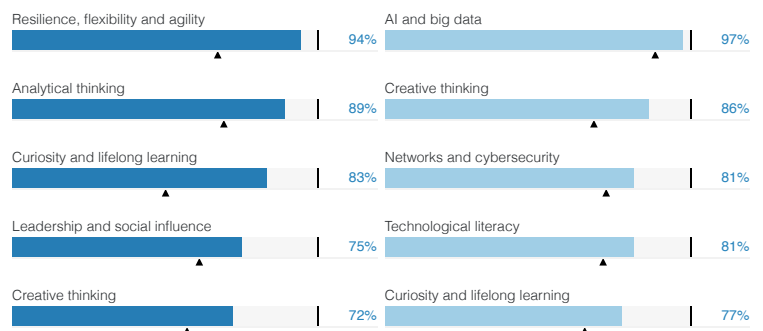 Resilience, flexibility and agility
94%
Analytical thinking
89%
Curiosity and lifelong learning
83%
Leadership and social influence
75%
Creative thinking
72%
AI and big data
97%
Creative thinking
86%
Networks and cybersecurity
81%
Technological literacy
81%
Curiosity and lifelong learning
77%